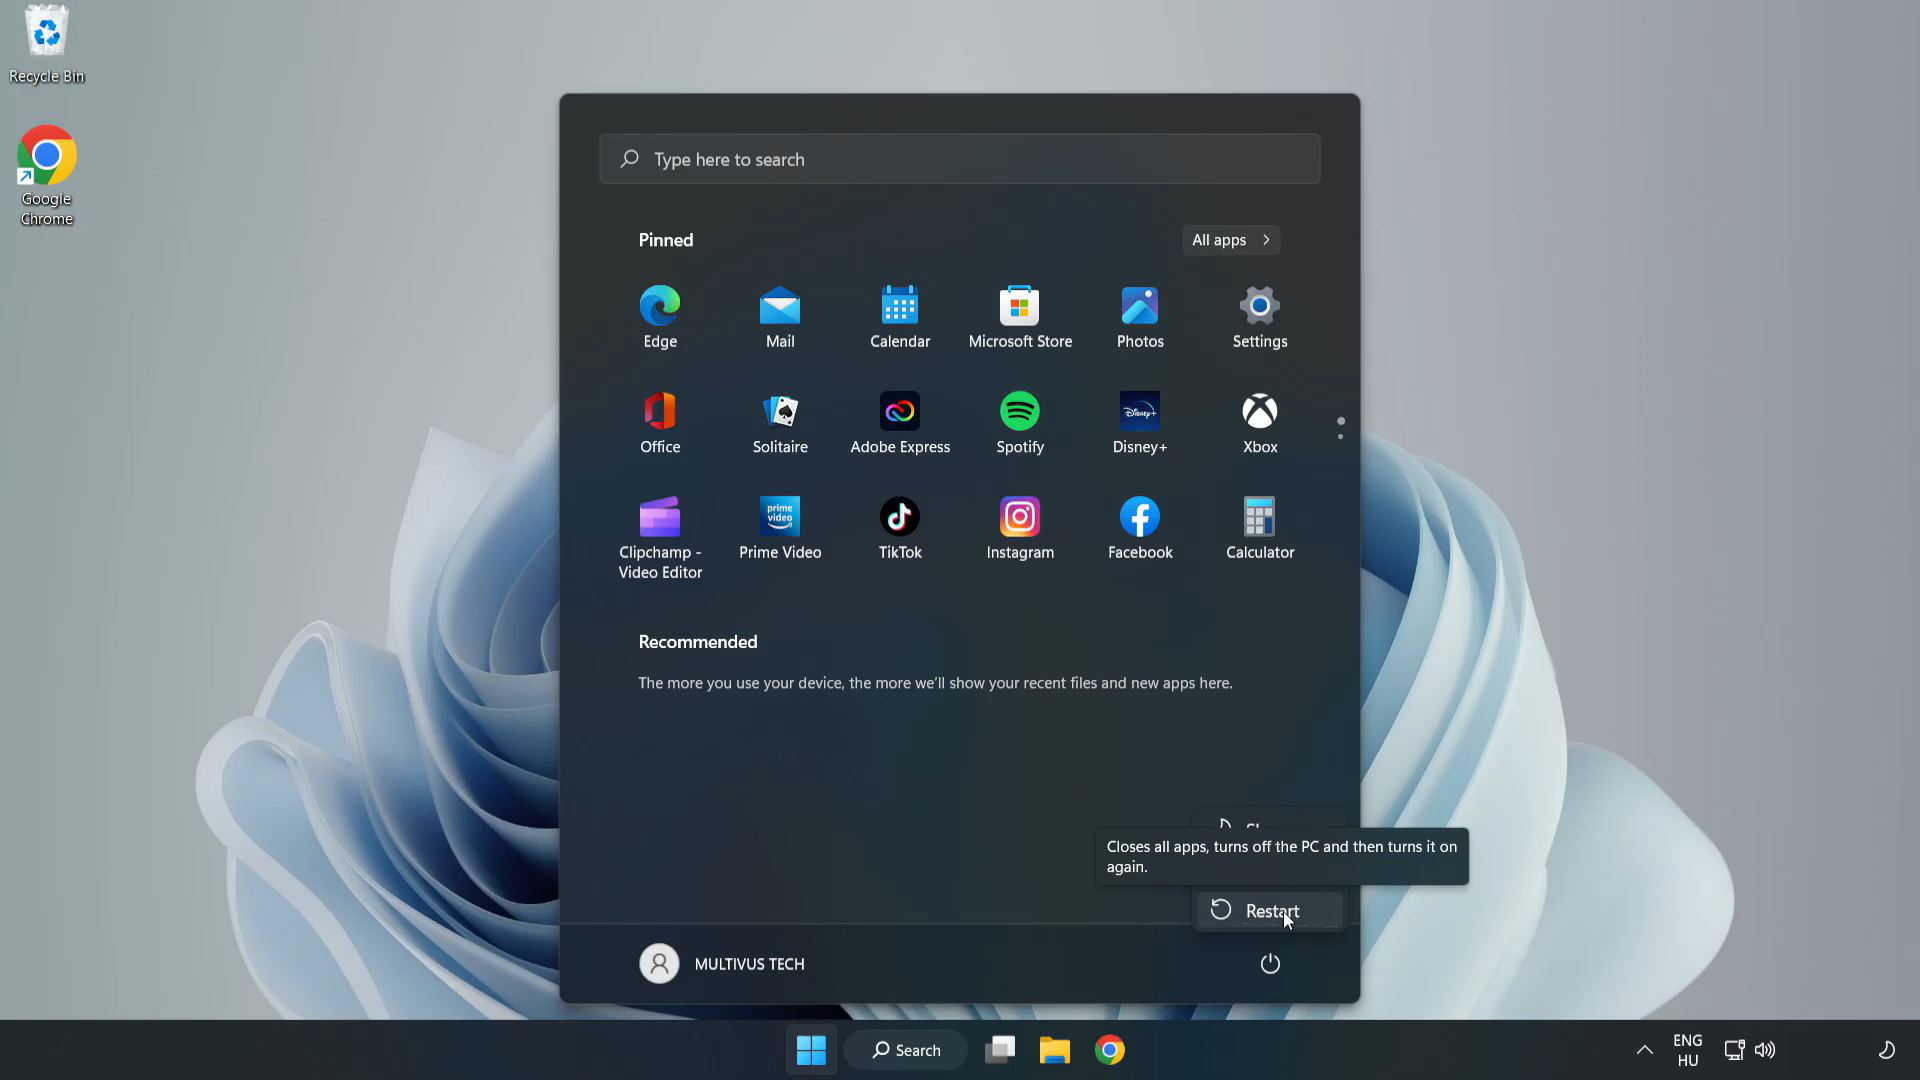 Recycle Bin
Google
Chrome
Type here to search
Pinned
All apps
Edge
Mail
Calendar
Microsoft Store
Photos
Settings
Office
Solitaire
Adobe Express
Spotify
Disney+
Disney+
Xbox
prime
video
Clipchamp -
Video Editor
Prime Video
TikTok
Instagram
Facebook
Calculator
Recommended
The more you use your device, the more we'll show your recent files and new apps here.
Closes all apps, turns off the PC and then turns it on
again.
Restart
MULTIVUS TECH
Search
ENG
HU